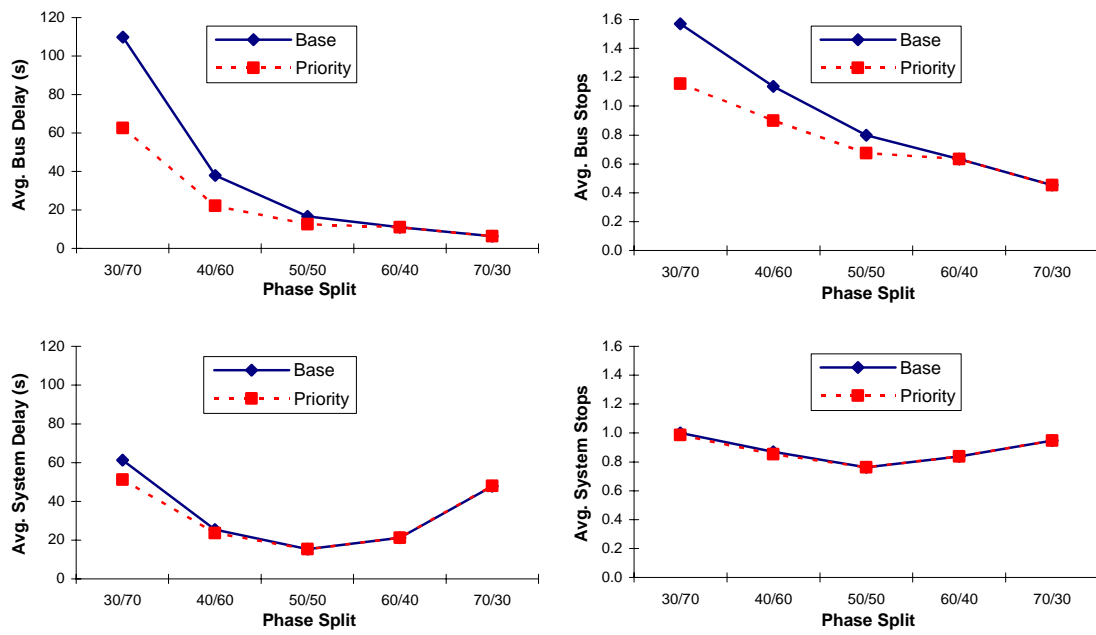 Avg. Bus Delay (s)
120
100
80
60
40
20
0
Base
Priority
30/70 40/60 50/50 60/40 70/30
Phase Split
Avg. Bus Stops
1.6
1.4
1.2
1.0
0.8
0.6
0.4
0.2
0.0
Base
Priority
30/70 40/60 50/50 60/40 70/30
Phase Split
Avg. System Delay (s)
120
100
80
60
40
20
0
Base
Priority
30/70 40/60 50/50 60/40 70/30
Phase Split
Avg. System Stops
1.6
1.4
1.2
1.0
0.8
0.6
0.4
0.2
0.0
Base
Priority
30/70 40/60 50/50 60/40 70/30
Phase Split